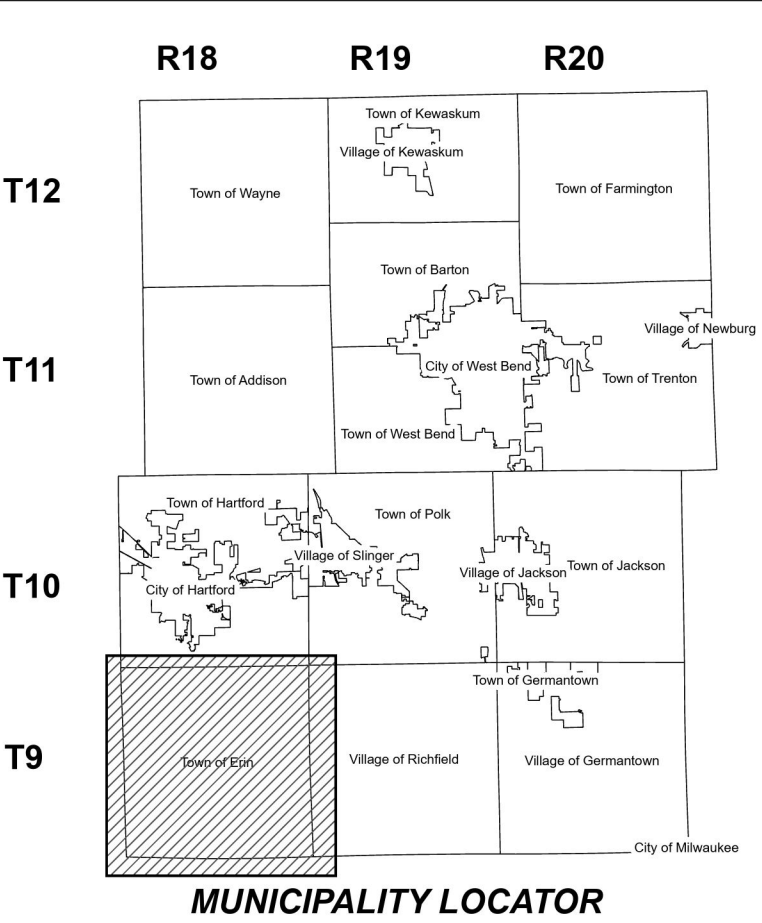 R18 R19 R20
Town of Kewaskum
Village of Kewaskum
T12
Town of Wayne
Town of Farmington
Town of Barton
Village of Newburg
T11
City of West Bend
Town of Addison
Town of Trenton
Town of West Bend
Town of Hartford
Town of Polk
Village of Slinger
T10
Village of Jackson
Town of Jackson
City of Hartford
Town of Germantown
T9
Town of Erin
Village of Richfield
Village of Germantown
City of Milwaukee
MUNICIPALITY LOCATOR